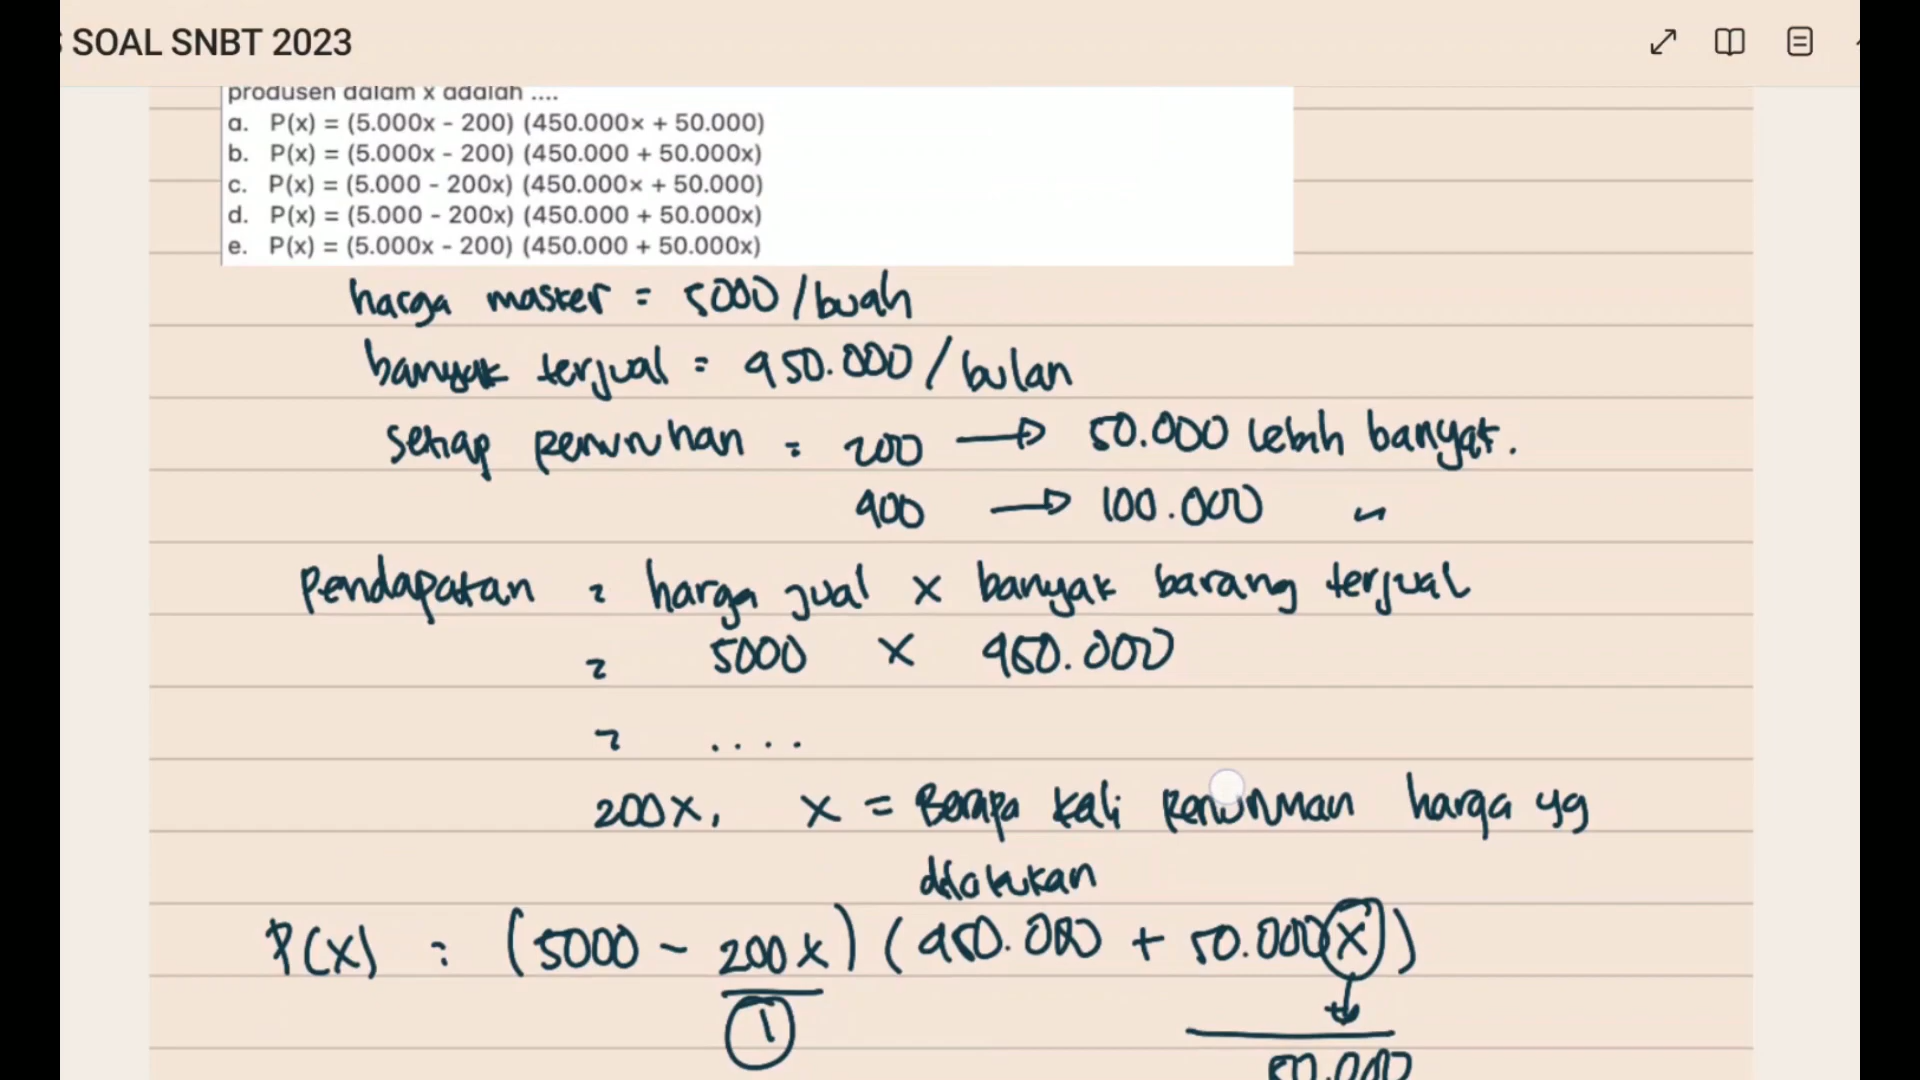 SOAL SNBT 2023
produsen dalam x adalah ....
a. P(x) = (5.000x - 200) (450.000x + 50.000)
b. P(x) = (5.000x - 200) (450.000 + 50.000x)
c. P(x) = (5.000 - 200x) (450.000x + 50.000)
d. P(x) = (5.000 - 200x) (450.000 + 50.000x)
e. P(x) = (5.000x - 200) (450.000 + 50.000x)
harga masker = 5000 / buah
banyak terjual = 450.000 / bulan
setiap penurunan = 200 → 50.000 lebih banyak.
400 → 100.000 〃
Pendapatan = harga jual x banyak barang terjual
= 5000 x 450.000
= ....
200x, x = Berapa kali penurunan harga yg
dilakukan
P(x) = (5000 - 200x) (450.000 + 50.000x)
1
50.000